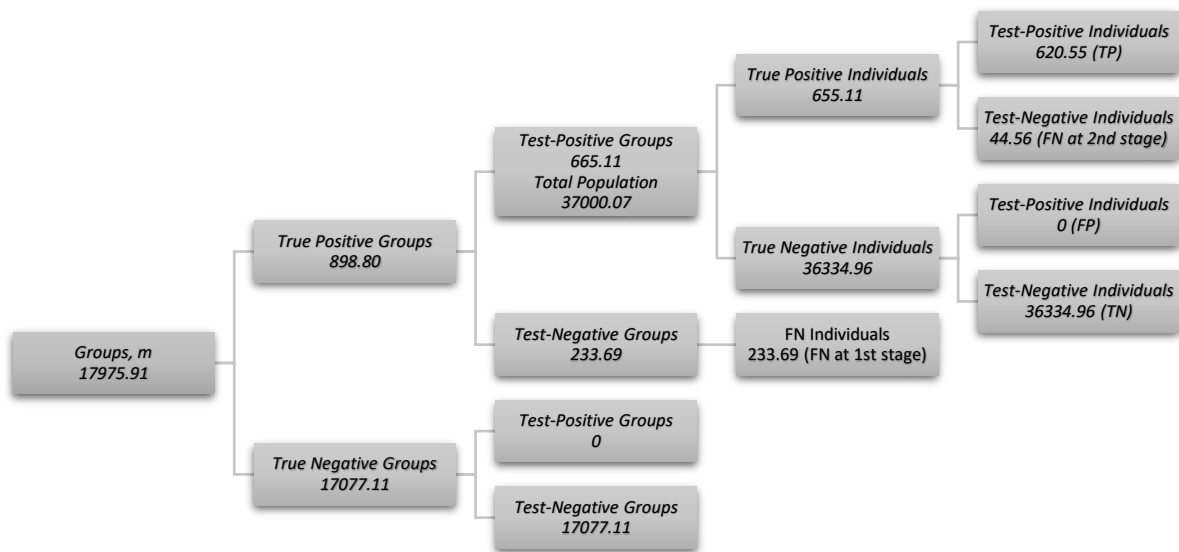 Groups, m
17975.91
True Positive Groups
898.80
True Negative Groups
17077.11
Test-Positive Groups
665.11
Total Population
37000.07
Test-Negative Groups
233.69
Test-Positive Groups
0
Test-Negative Groups
17077.11
True Positive Individuals
655.11
True Negative Individuals
36334.96
FN Individuals
233.69 (FN at 1st stage)
Test-Positive Individuals
620.55 (TP)
Test-Negative Individuals
44.56 (FN at 2nd stage)
Test-Positive Individuals
0 (FP)
Test-Negative Individuals
36334.96 (TN)